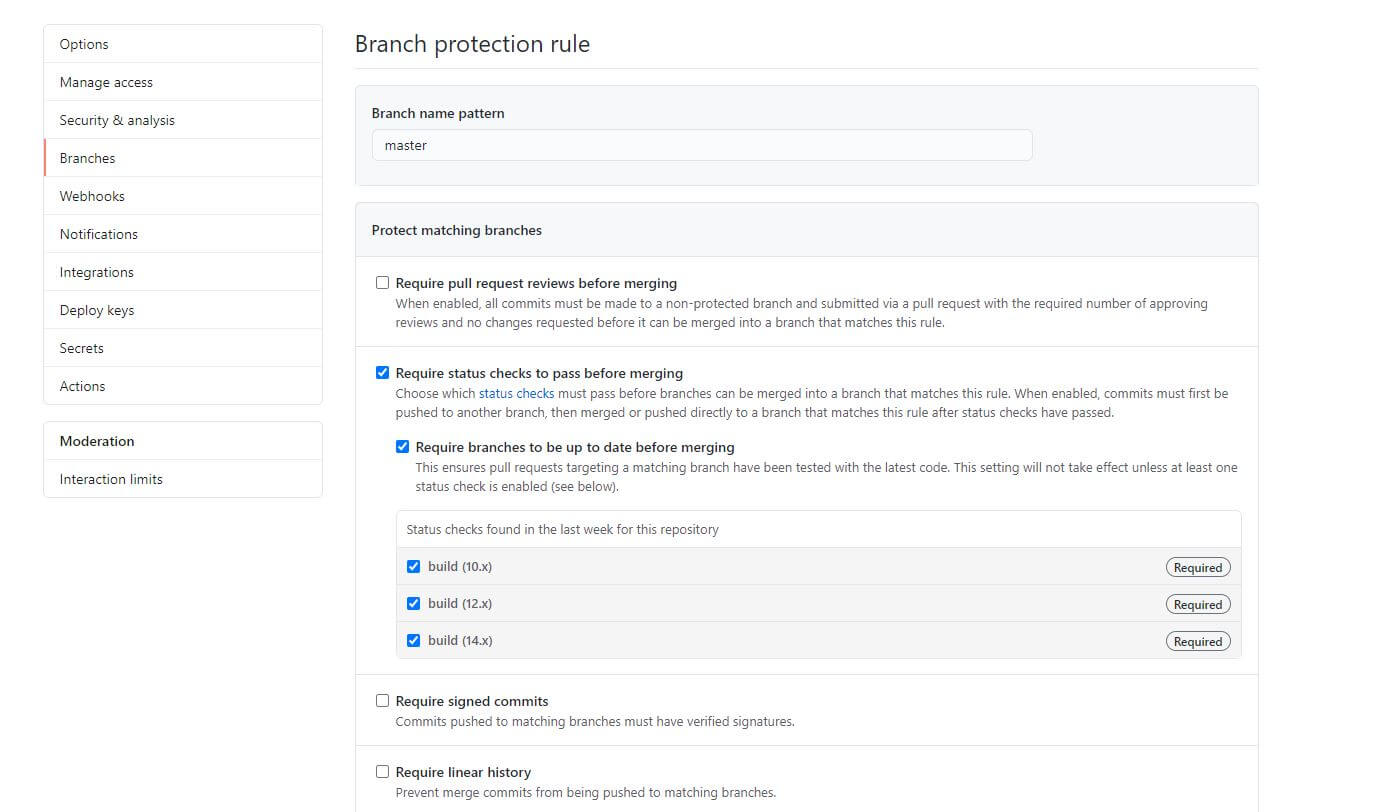 Options
Manage access
Security & analysis
Branches
Webhooks
Notifications
Integrations
Deploy keys
Secrets
Actions
Moderation
Interaction limits
Branch protection rule
Branch name pattern
master
Protect matching branches
Require pull request reviews before merging
When enabled, all commits must be made to a non-protected branch and submitted via a pull request with the required number of approving
reviews and no changes requested before it can be merged into a branch that matches this rule.
Require status checks to pass before merging
Choose which status checks must pass before branches can be merged into a branch that matches this rule. When enabled, commits must first be
pushed to another branch, then merged or pushed directly to a branch that matches this rule after status checks have passed.
Require branches to be up to date before merging
This ensures pull requests targeting a matching branch have been tested with the latest code. This setting will not take effect unless at least one
status check is enabled (see below).
Status checks found in the last week for this repository
build (10.x) Required
build (12.x) Required
build (14.x) Required
Require signed commits
Commits pushed to matching branches must have verified signatures.
Require linear history
Prevent merge commits from being pushed to matching branches.